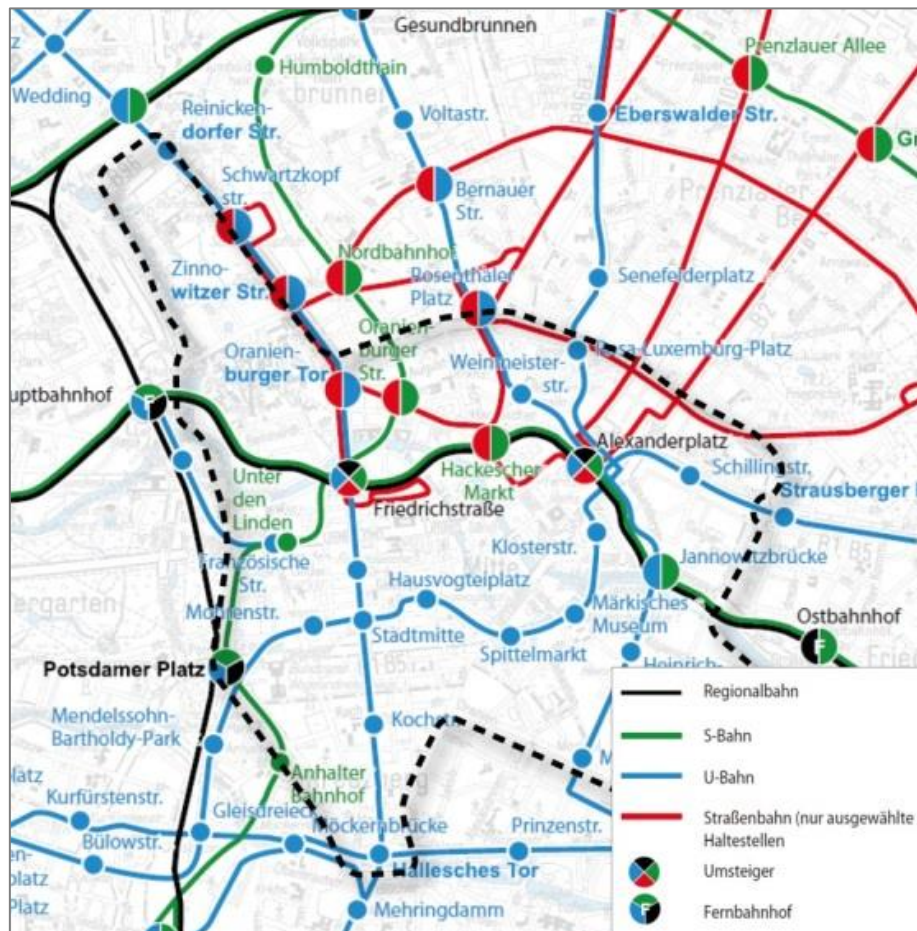 Gesundbrunnen
Prenzlauer Allee
Humboldthain
Wedding
Reinicken-
dorfer Str.
Voltastr.
Eberswalder Str.
Schwartzkopf
str.
Bernauer
Str.
Nordbahnhof
Zinno-
witzer Str.
Rosenthaler
Platz
Senefelderplatz
Oranien-
burger Tor
Oranien-
burger
Str.
Weinmeister-
str.
Rosa-Luxemburg-Platz
uptbahnhof
F
Alexanderplatz
Hackescher
Markt
Schillingstr.
Strausberger
Unter
den
Linden
Friedrichstraße
Französische
Str.
Klosterstr.
Jannowitzbrücke
Hausvogteiplatz
Mohrenstr.
Stadtmitte
Märkisches
Museum
Ostbahnhof
F
Spittelmarkt
Potsdamer Platz
Heinrich-
Mendelssohn-
Bartholdy-Park
Kochstr.
Anhalter
Bahnhof
platz
Kurfürstenstr.
Gleisdreieck
Möckernbrücke
Prinzenstr.
Bülowstr.
Hallesches Tor
platz
Platz
Mehringdamm
Regionalbahn
S-Bahn
U-Bahn
Straßenbahn (nur ausgewählte
Haltestellen
Umsteiger
F
Fernbahnhof